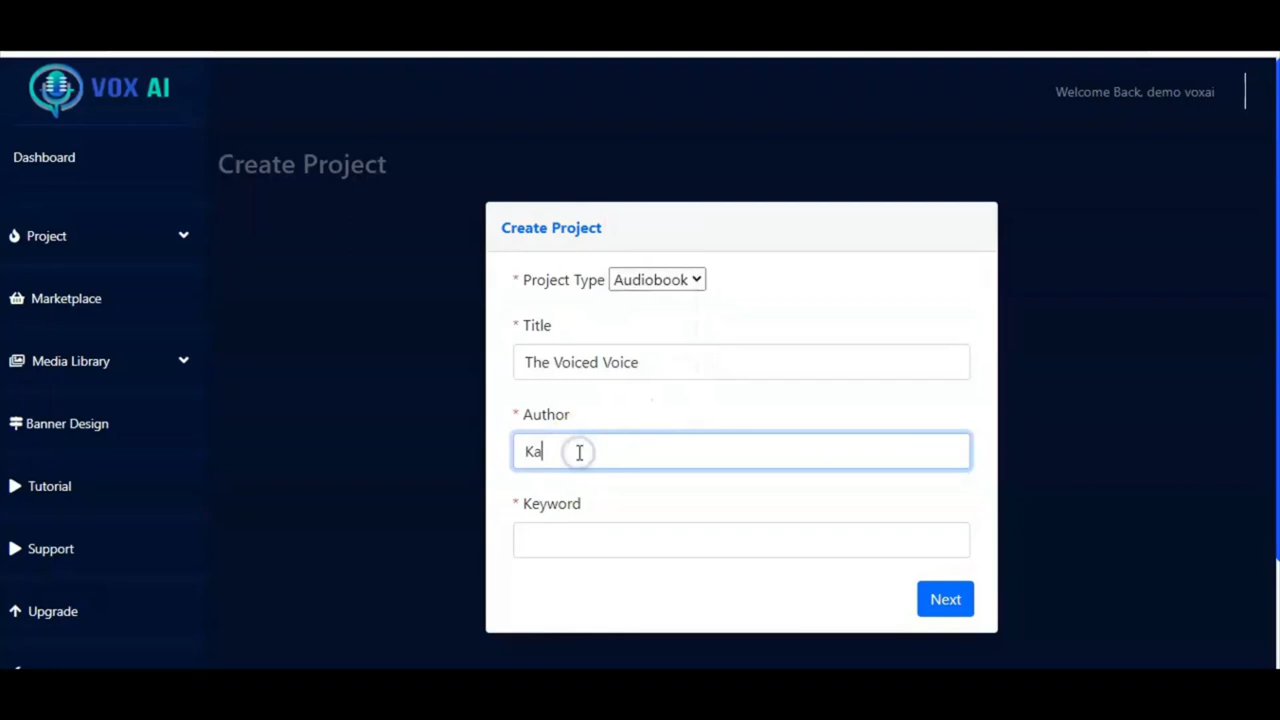 VOX AI
Welcome Back, demo voxai
Dashboard
Create Project
Project
Marketplace
Media Library
Banner Design
Tutorial
Support
Upgrade
Create Project
* Project Type Audiobook
* Title
The Voiced Voice
* Author
Ka
* Keyword
Next